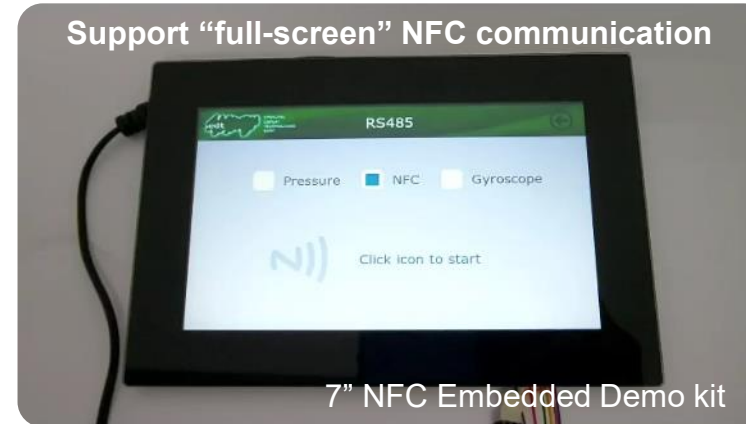 Support “full-screen” NFC communication
RS485
Pressure NFC Gyroscope
Click icon to start
7” NFC Embedded Demo kit